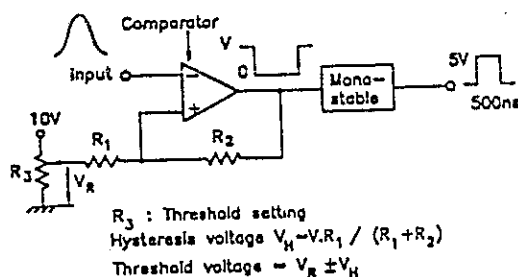 Comparator
V
0
Input
−
+
Mono-
stable
5V
500ns
10V
R1
R2
R3
VR
R3 : Threshold setting
Hysteresis voltage VH=V.R1 / (R1+R2)
Threshold voltage = VR ±VH